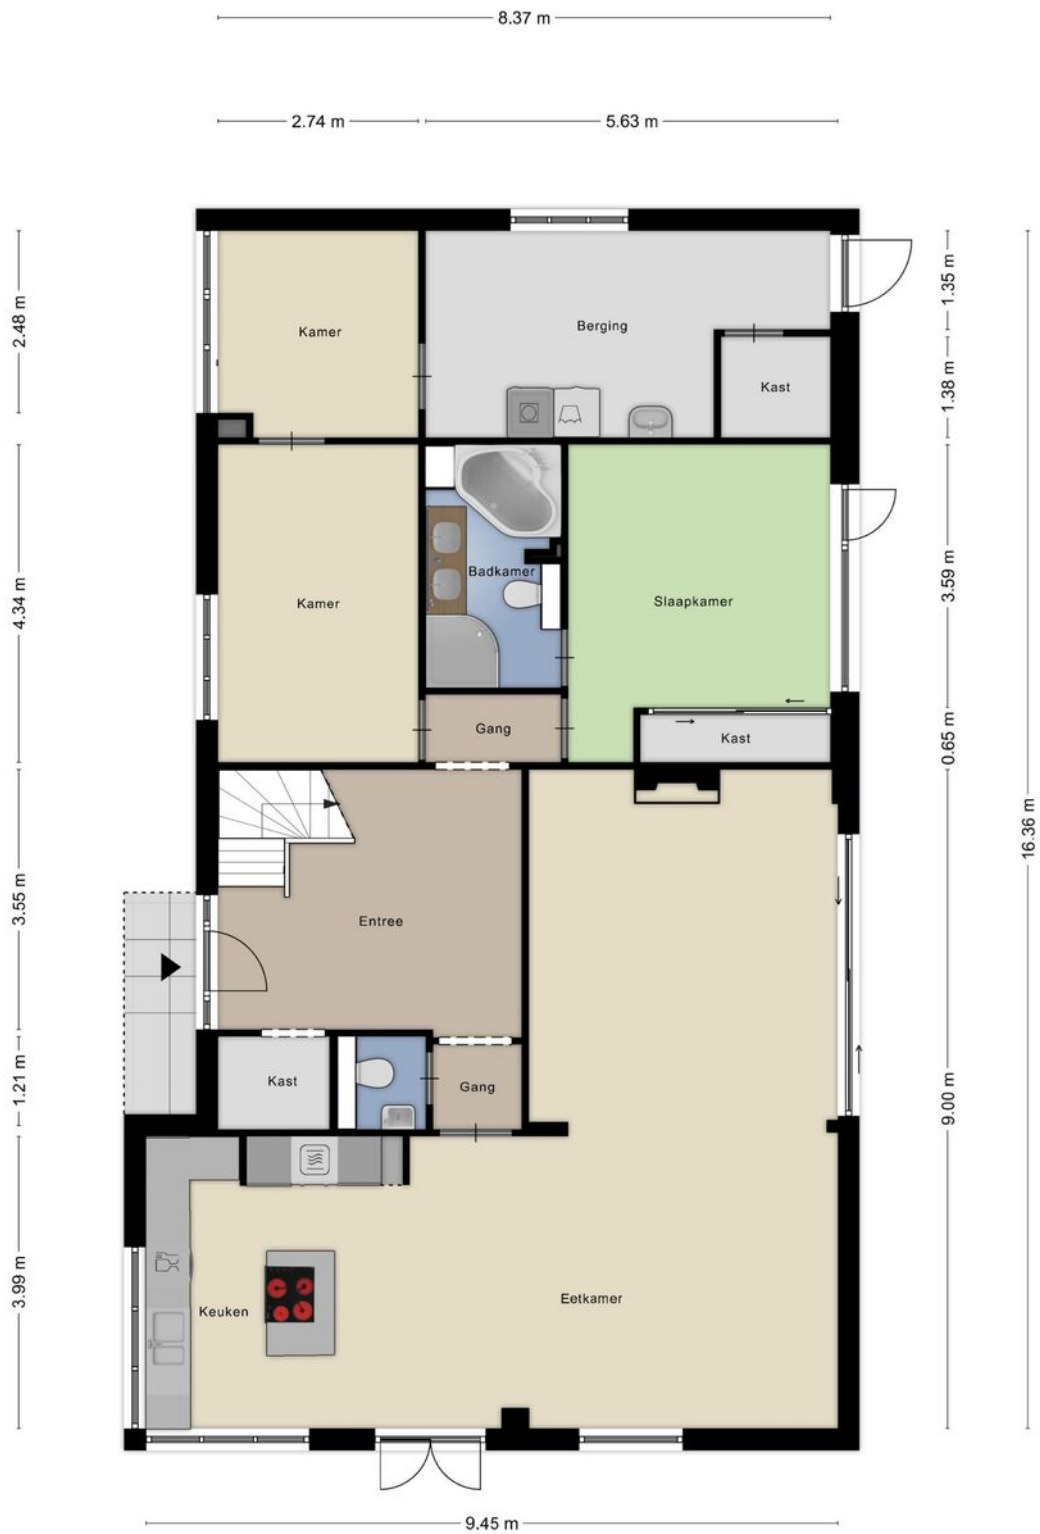 8.37 m
2.74 m
5.63 m
2.48 m
4.34 m
3.55 m
1.21 m
3.99 m
1.35 m
1.38 m
3.59 m
0.65 m
9.00 m
16.36 m
Kamer
Berging
Kast
Kamer
Badkamer
Slaapkamer
Gang
Kast
Entree
Kast
Gang
Keuken
Eetkamer
9.45 m